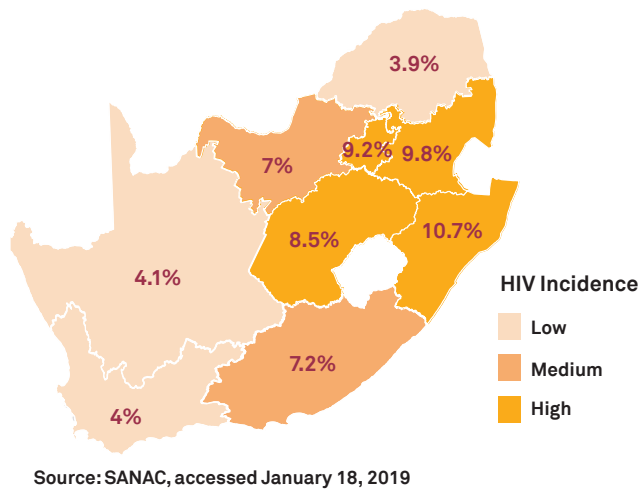 3.9%
9.2%
9.8%
7%
10.7%
8.5%
4.1%
HIV Incidence
Low
7.2%
Medium
High
4%
Source: SANAC, accessed January 18, 2019